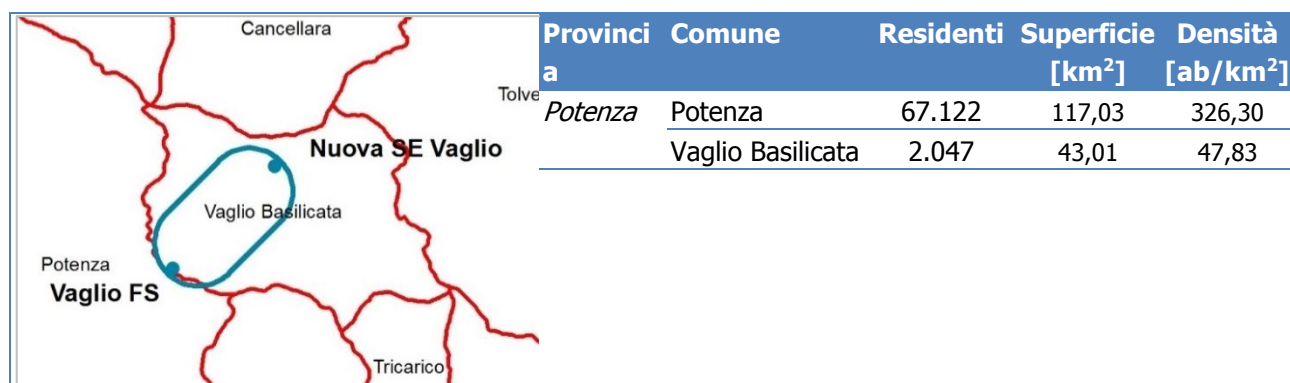 Cancellara
Tolve
Nuova SE Vaglio
Vaglio Basilicata
Potenza
Vaglio FS
Tricarico
Provinci
a
Comune
Residenti
Superficie
[km²]
Densità
[ab/km²]
Potenza Potenza 67.122 117,03 326,30
Vaglio Basilicata 2.047 43,01 47,83